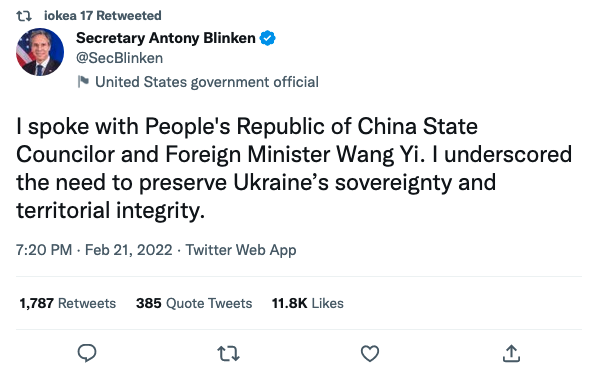 iokea 17 Retweeted
Secretary Antony Blinken
@SecBlinken
United States government official
I spoke with People's Republic of China State
Councilor and Foreign Minister Wang Yi. I underscored
the need to preserve Ukraine’s sovereignty and
territorial integrity.
7:20 PM · Feb 21, 2022 · Twitter Web App
1,787 Retweets 385 Quote Tweets 11.8K Likes